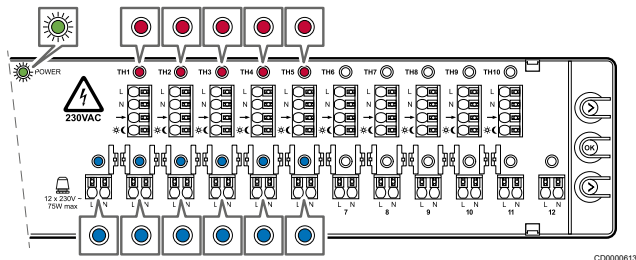 POWER
TH1 TH2 TH3 TH4 TH5 TH6 TH7 TH8 TH9 TH10
L
N
230VAC
OK
12 x 230V ~
75W max
L N L N L N L N L N L N L N L N L N L N L N L N
7 8 9 10 11 12
CD0000613